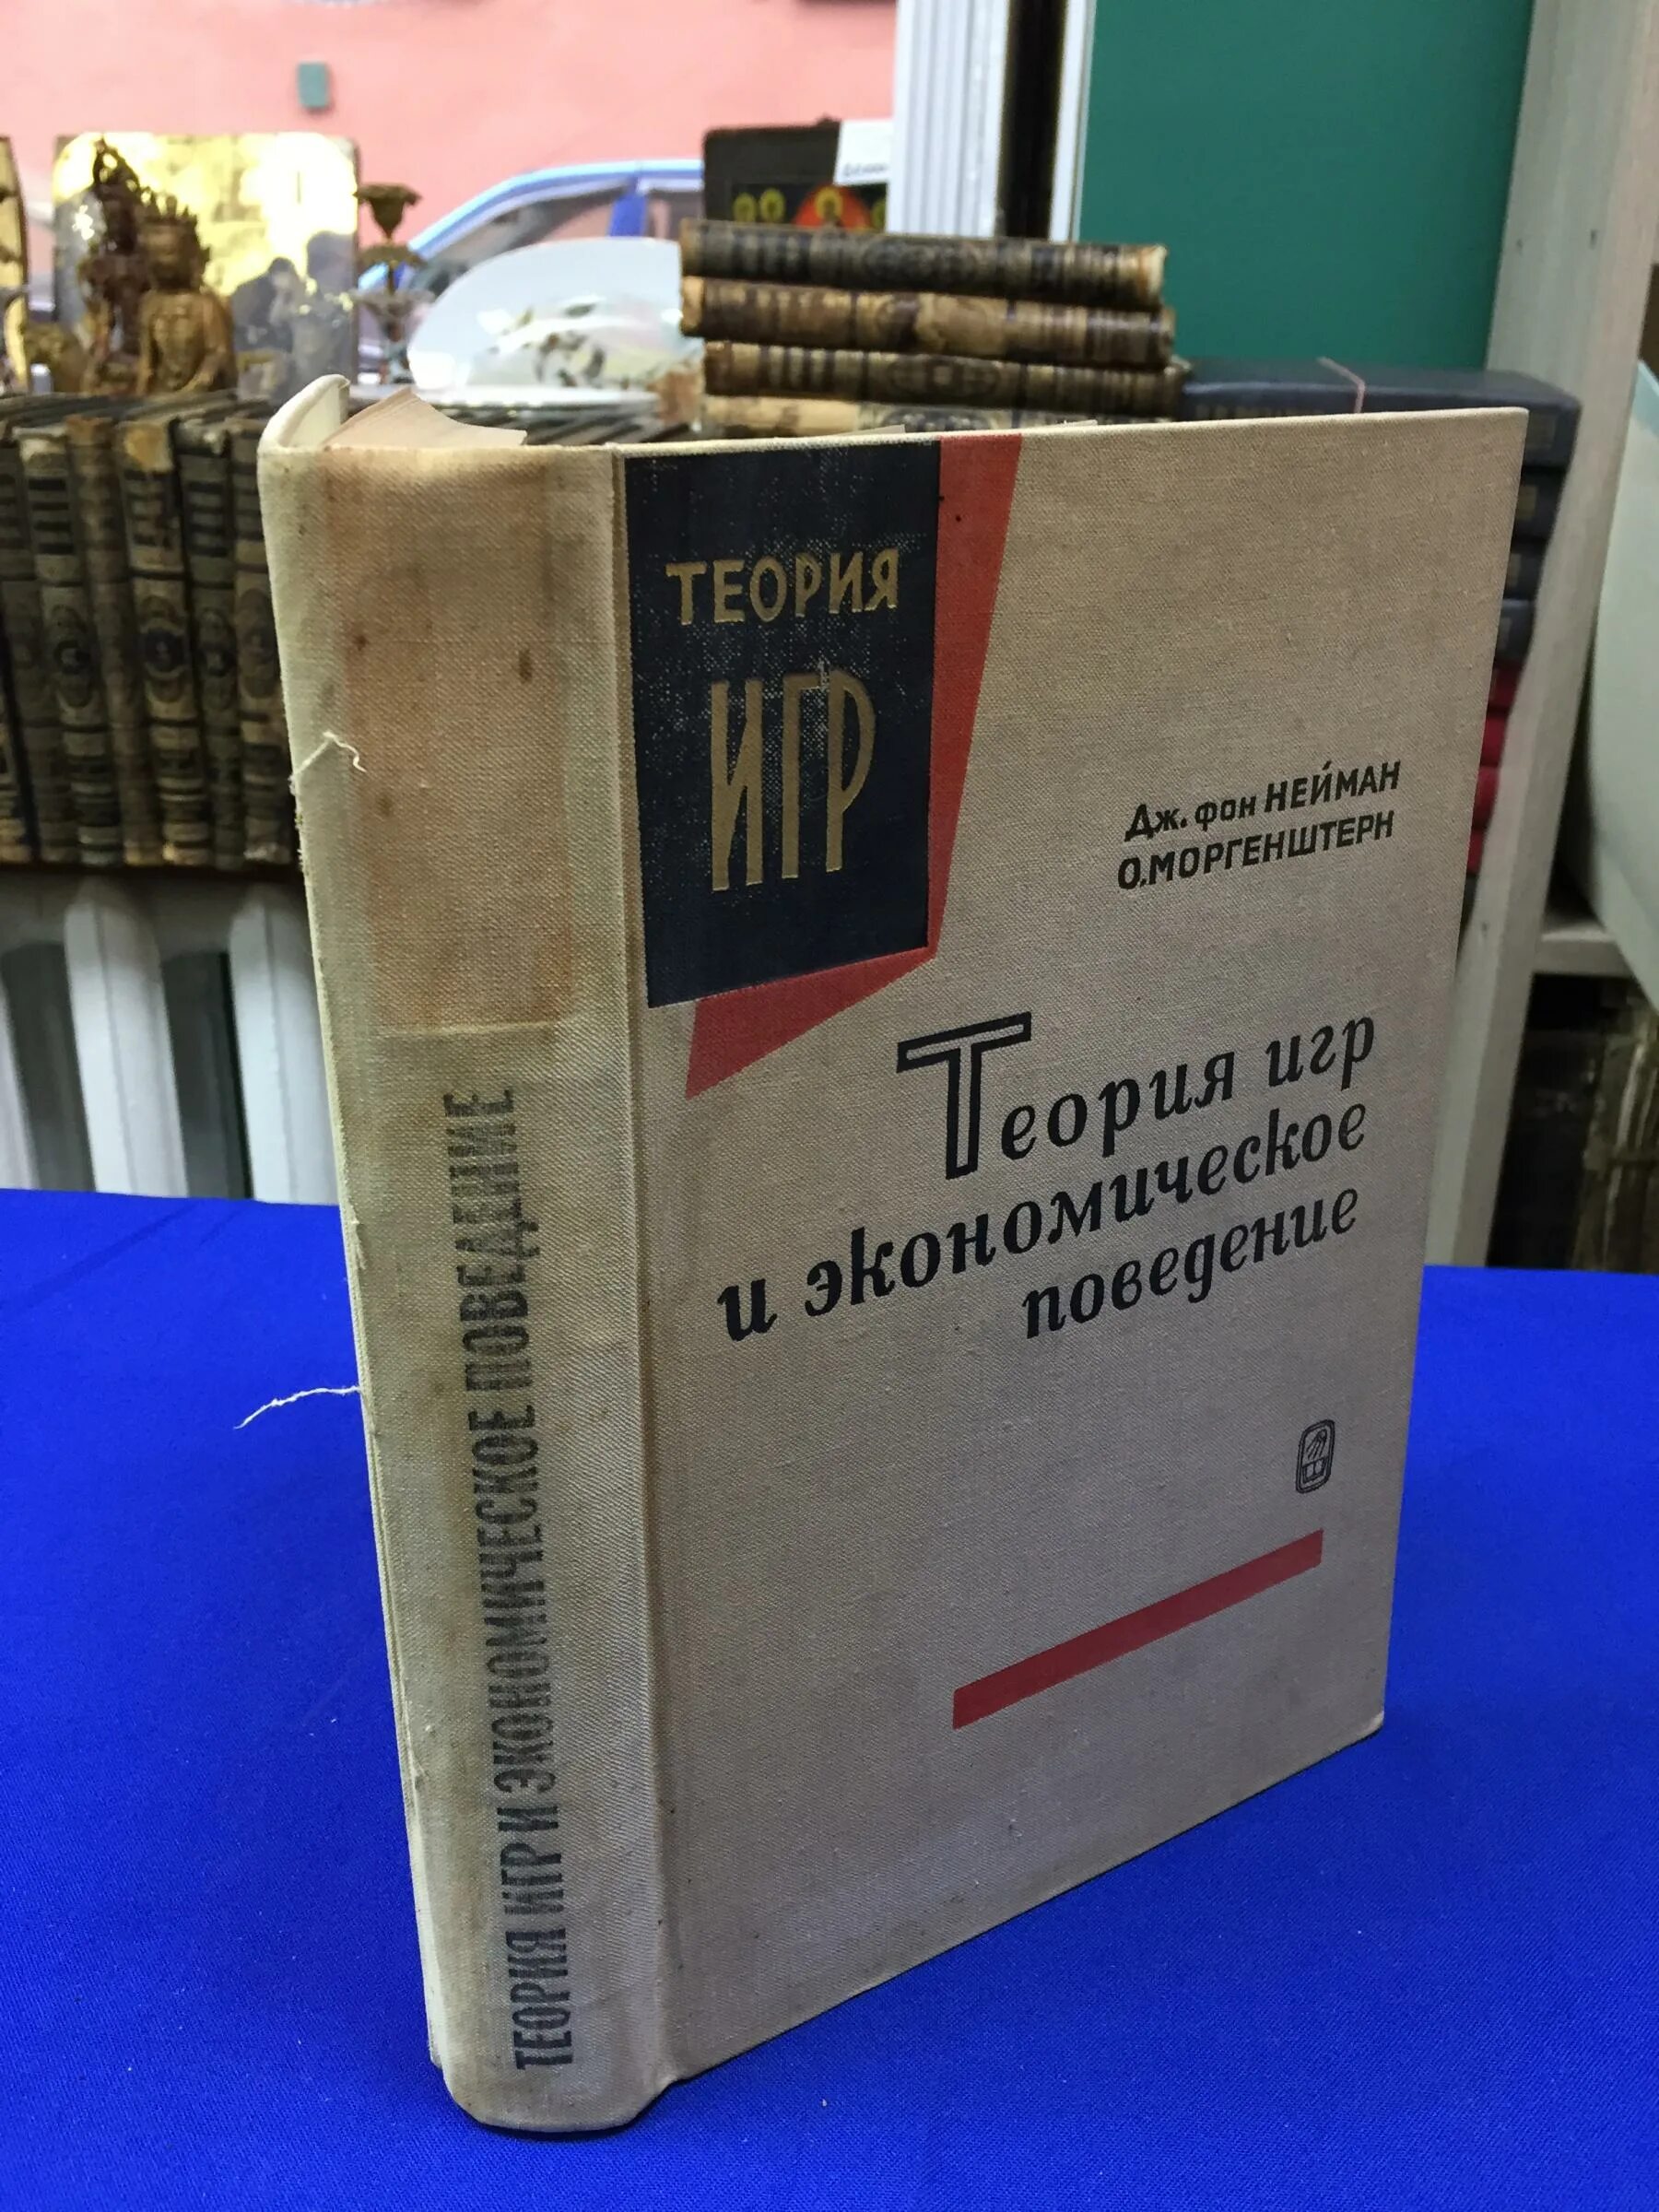 ТЕОРИЯ
ИГР
Дж. фон НЕЙМАН
О. МОРГЕНШТЕРН
Теория игр
и экономическое
поведение
ТЕОРИЯ ИГР И ЭКОНОМИЧЕСКОЕ ПОВЕДЕНИЕ